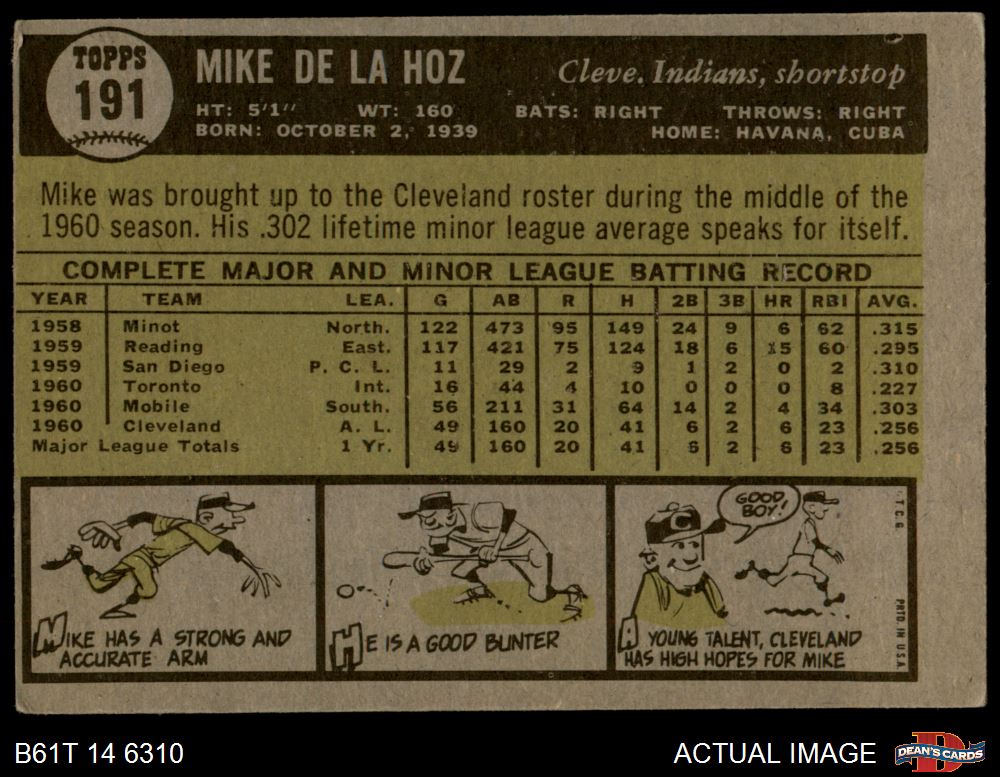 TOPPS
191
MIKE DE LA HOZ
Cleve. Indians, shortstop
HT: 5'1" WT: 160 BATS: RIGHT THROWS: RIGHT
BORN: OCTOBER 2, 1939 HOME: HAVANA, CUBA
Mike was brought up to the Cleveland roster during the middle of the
1960 season. His .302 lifetime minor league average speaks for itself.
COMPLETE MAJOR AND MINOR LEAGUE BATTING RECORD
YEAR TEAM LEA. G AB R H 2B 3B HR RBI AVG.
1958 Minot North. 122 473 95 149 24 9 6 62 .315
1959 Reading East. 117 421 75 124 18 6 15 60 .295
1959 San Diego P. C. L. 11 29 2 9 1 2 0 2 .310
1960 Toronto Int. 16 44 4 10 0 0 0 8 .227
1960 Mobile South. 56 211 31 64 14 2 4 34 .303
1960 Cleveland A. L. 49 160 20 41 6 2 6 23 .256
Major League Totals 1 Yr. 49 160 20 41 6 2 6 23 .256
MIKE HAS A STRONG AND
ACCURATE ARM
HE IS A GOOD BUNTER
C
GOOD
BOY!
A YOUNG TALENT, CLEVELAND
HAS HIGH HOPES FOR MIKE
T.C.G.
PRTD. IN U.S.A.
B61T 14 6310
ACTUAL IMAGE
D
DEAN'S CARDS